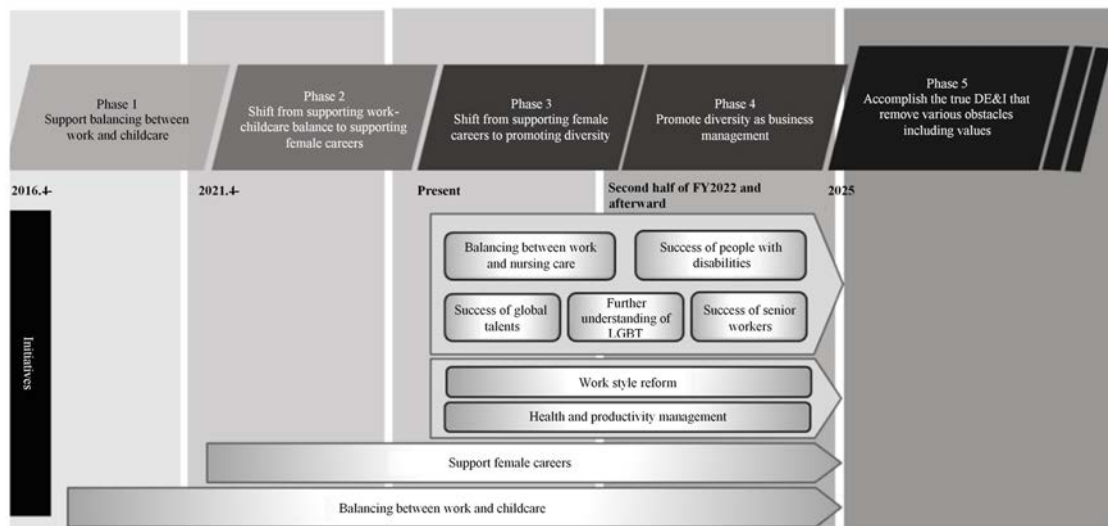 Phase 1
Support balancing between
work and childcare
Phase 2
Shift from supporting work-
childcare balance to supporting
female careers
Phase 3
Shift from supporting female
careers to promoting diversity
Phase 4
Promote diversity as business
management
Phase 5
Accomplish the true DE&I that
remove various obstacles
including values
2016.4-
2021.4-
Present
Second half of FY2022 and
afterward
2025
Initiatives
Balancing between work
and nursing care
Success of people with
disabilities
Success of global
talents
Further
understanding of
LGBT
Success of senior
workers
Work style reform
Health and productivity management
Support female careers
Balancing between work and childcare